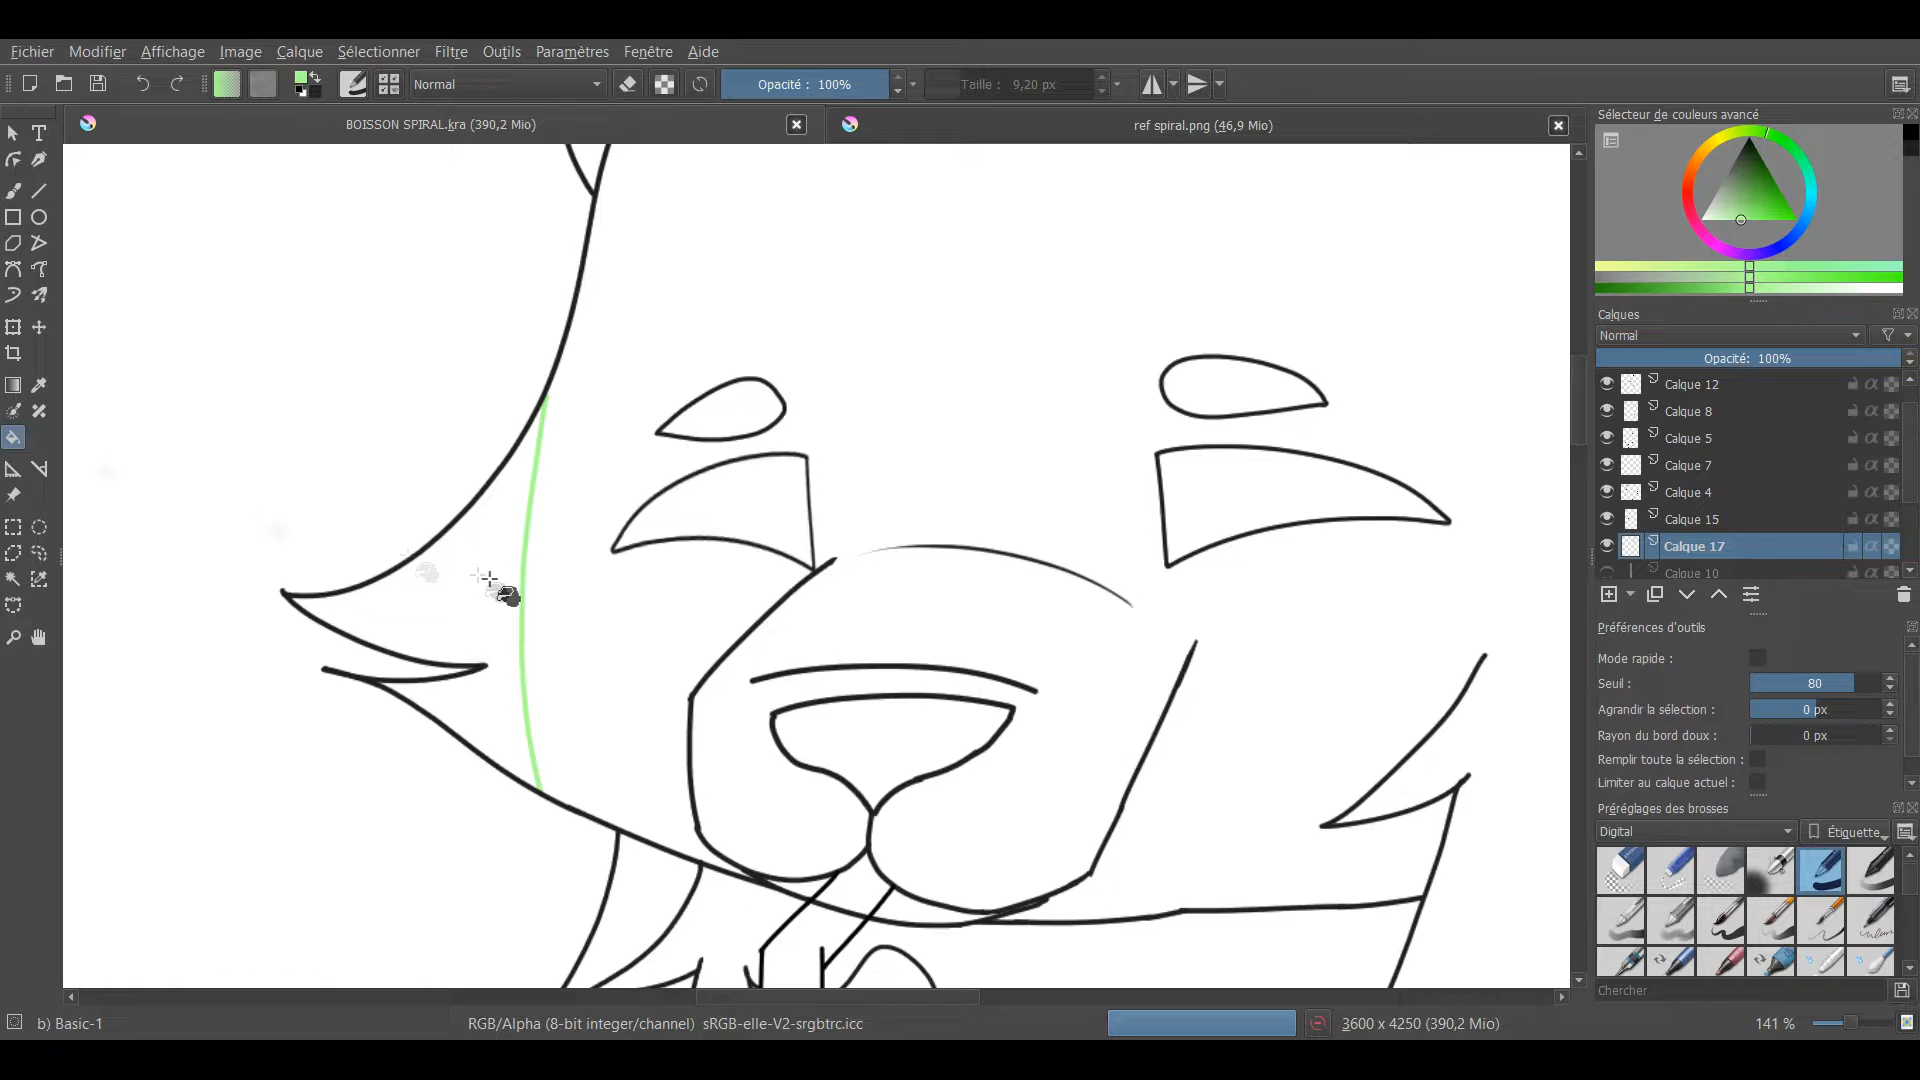 Fichier Modifier Affichage Image Calque Sélectionner Filtre Outils Paramètres Fenêtre Aide
Normal Opacité : 100% Taille : 9,20 px
BOISSON SPIRAL.kra (390,2 Mio) ref spiral.png (46,9 Mio)
Sélecteur de couleurs avancé
Calques
Normal
Opacité: 100%
Calque 12
Calque 8
Calque 5
Calque 7
Calque 4
Calque 15
Calque 17
Calque 10
Préférences d'outils
Mode rapide :
Seuil : 80
Agrandir la sélection : 0 px
Rayon du bord doux : 0 px
Remplir toute la sélection :
Limiter au calque actuel :
Préréglages des brosses
Digital Étiquette
Chercher
b) Basic-1 RGB/Alpha (8-bit integer/channel) sRGB-elle-V2-srgbtrc.icc 3600 x 4250 (390,2 Mio) 141 %